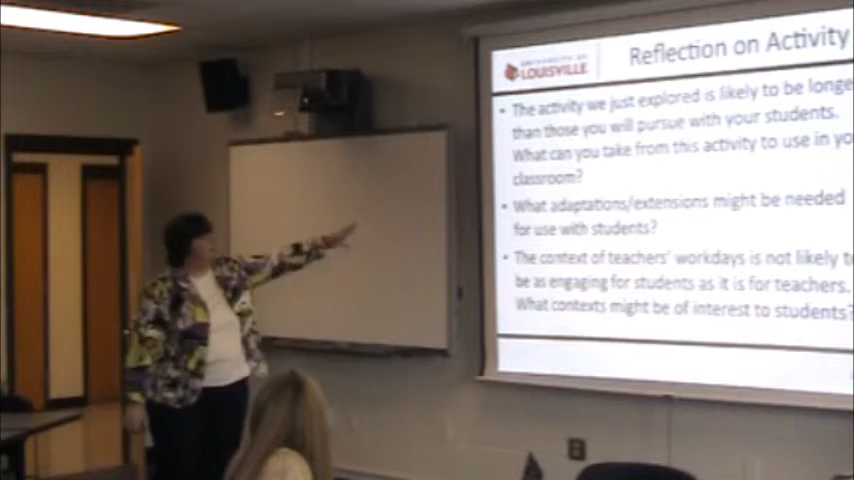 UNIVERSITY OF
LOUISVILLE
Reflection on Activity
• The activity we just explored is likely to be longe
than those you will pursue with your students.
What can you take from this activity to use in yo
classroom?
• What adaptations/extensions might be needed
for use with students?
• The context of teachers' workdays is not likely t
be as engaging for students as it is for teachers.
What contexts might be of interest to students?